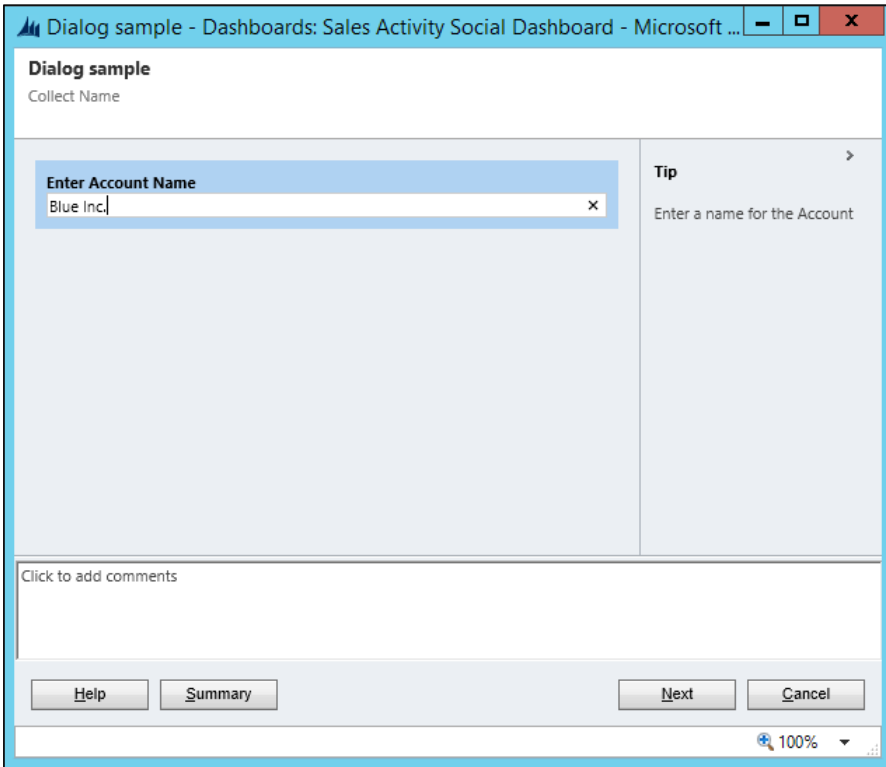 Dialog sample - Dashboards: Sales Activity Social Dashboard - Microsoft ...
Dialog sample
Collect Name
Enter Account Name
Blue Inc.
Tip
Enter a name for the Account
Click to add comments
Help Summary Next Cancel
100%